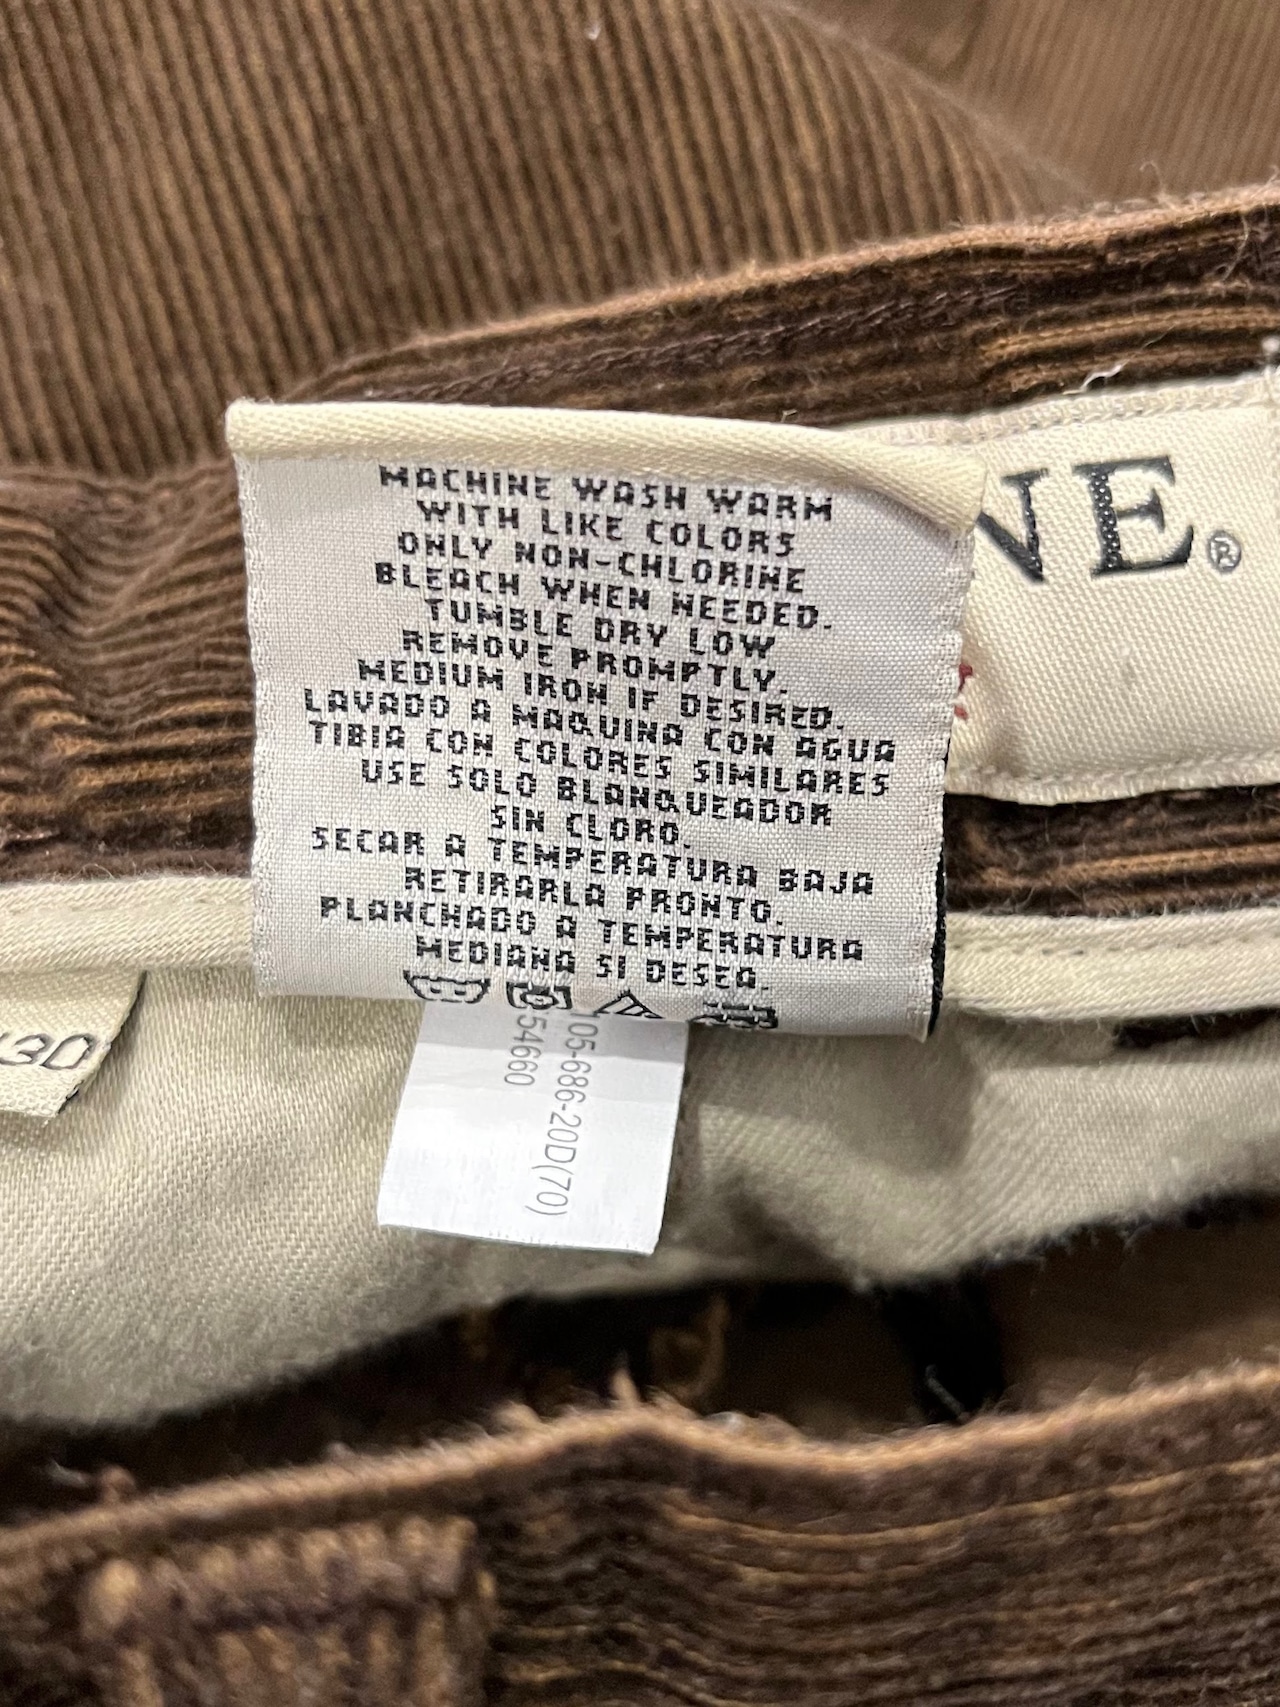 MACHINE WASH WARM
WITH LIKE COLORS
ONLY NON-CHLORINE
BLEACH WHEN NEEDED.
TUMBLE DRY LOW
REMOVE PROMPTLY.
MEDIUM IRON IF DESIRED.
LAVADO A MAQUINA CON AGUA
TIBIA CON COLORES SIMILARES
USE SOLO BLANQUEADOR
SIN CLORO.
SECAR A TEMPERATURA BAJA
RETIRARLA PRONTO.
PLANCHADO A TEMPERATURA
MEDIANA SI DESEA.
NE®
30
105-686-20D(70)
54660